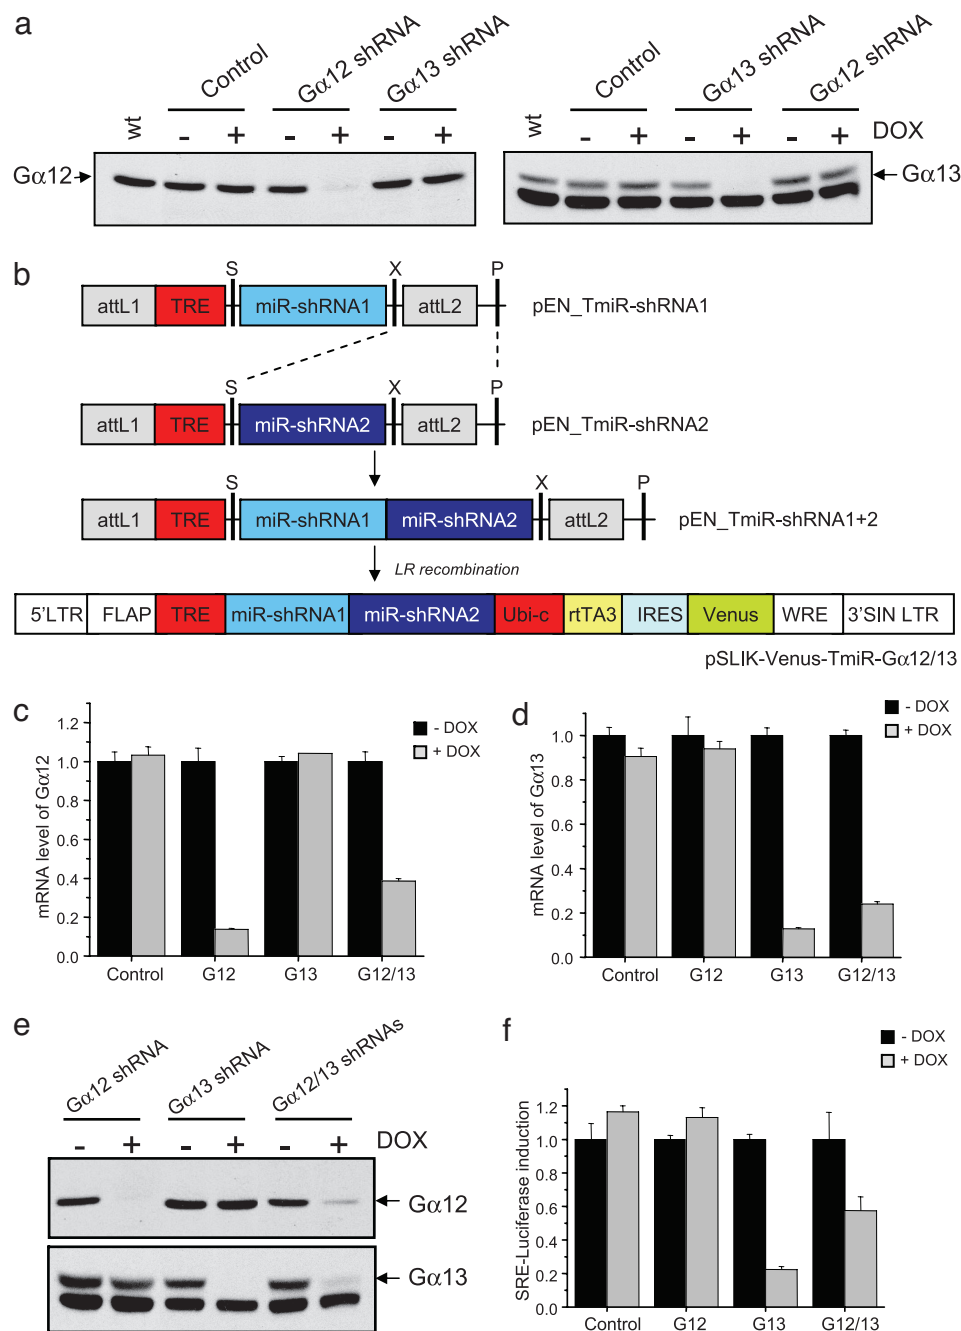 a
Control
Gα12 shRNA
Gα13 shRNA
wt
- + - + - +
Gα12
Control
Gα13 shRNA
Gα12 shRNA
wt
- + - + - +
DOX
Gα13
b
S X P
attL1 TRE miR-shRNA1 attL2 pEN_TmiR-shRNA1
S X P
attL1 TRE miR-shRNA2 attL2 pEN_TmiR-shRNA2
S X P
attL1 TRE miR-shRNA1 miR-shRNA2 attL2 pEN_TmiR-shRNA1+2
LR recombination
5'LTR FLAP TRE miR-shRNA1 miR-shRNA2 Ubi-c rtTA3 IRES Venus WRE 3'SIN LTR
pSLIK-Venus-TmiR-Gα12/13
c
- DOX
+ DOX
mRNA level of Gα12
1.2
1.0
0.8
0.6
0.4
0.2
0.0
Control G12 G13 G12/13
d
- DOX
+ DOX
mRNA level of Gα13
1.0
0.8
0.6
0.4
0.2
0.0
Control G12 G13 G12/13
e
Gα12 shRNA
Gα13 shRNA
Gα12/13 shRNAs
- + - + - + DOX
Gα12
Gα13
f
- DOX
+ DOX
SRE-Luciferase induction
1.2
1.0
0.8
0.6
0.4
0.2
0.0
Control G12 G13 G12/13